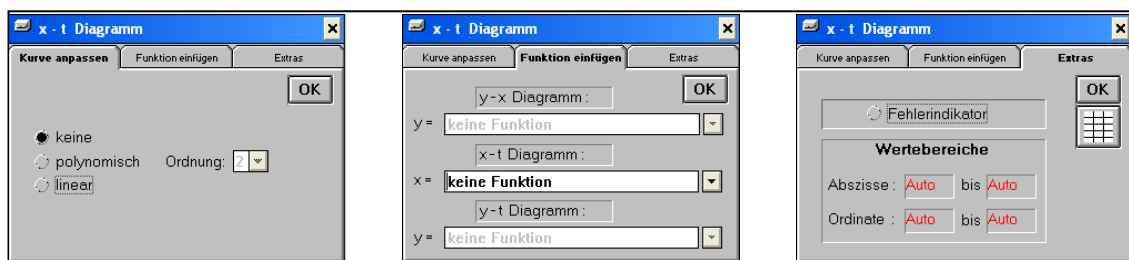 x - t Diagramm
Kurve anpassen Funktion einfügen Extras
OK
keine
polynomisch Ordnung: 2
linear
x - t Diagramm
Kurve anpassen Funktion einfügen Extras
y-x Diagramm :
OK
y = keine Funktion
x-t Diagramm :
x = keine Funktion
y-t Diagramm :
y = keine Funktion
x - t Diagramm
Kurve anpassen Funktion einfügen Extras
OK
Fehlerindikator
Wertebereiche
Abszisse : Auto bis Auto
Ordinate : Auto bis Auto